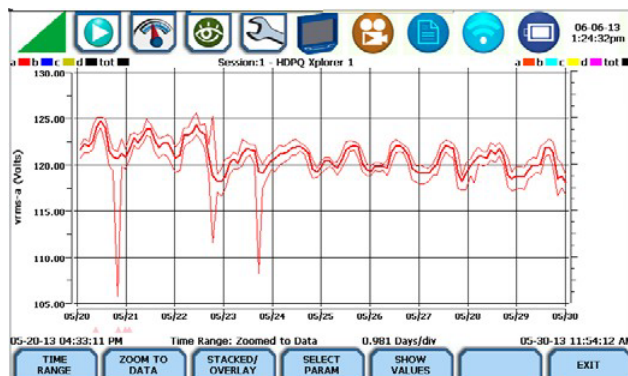 06-06-13
1:24:32pm
a b c d tot
Session:1 - HDPQ Xplorer 1
a b c d tot
130.00
125.00
120.00
115.00
110.00
105.00
vrms-a (Volts)
05/20 05/21 05/22 05/23 05/24 05/25 05/26 05/27 05/28 05/29 05/30
05-20-13 04:33:11 PM
Time Range: Zoomed to Data
0.981 Days/div
05-30-13 11:54:12 AM
TIME RANGE
ZOOM TO DATA
STACKED/ OVERLAY
SELECT PARAM
SHOW VALUES
EXIT